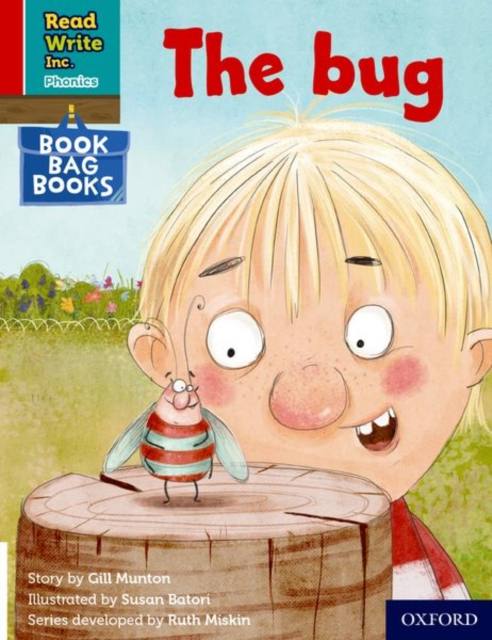 Read
Write
Inc.
Phonics
The bug
BOOK
BAG
BOOKS
Story by Gill Munton
Illustrated by Susan Batori
Series developed by Ruth Miskin
OXFORD